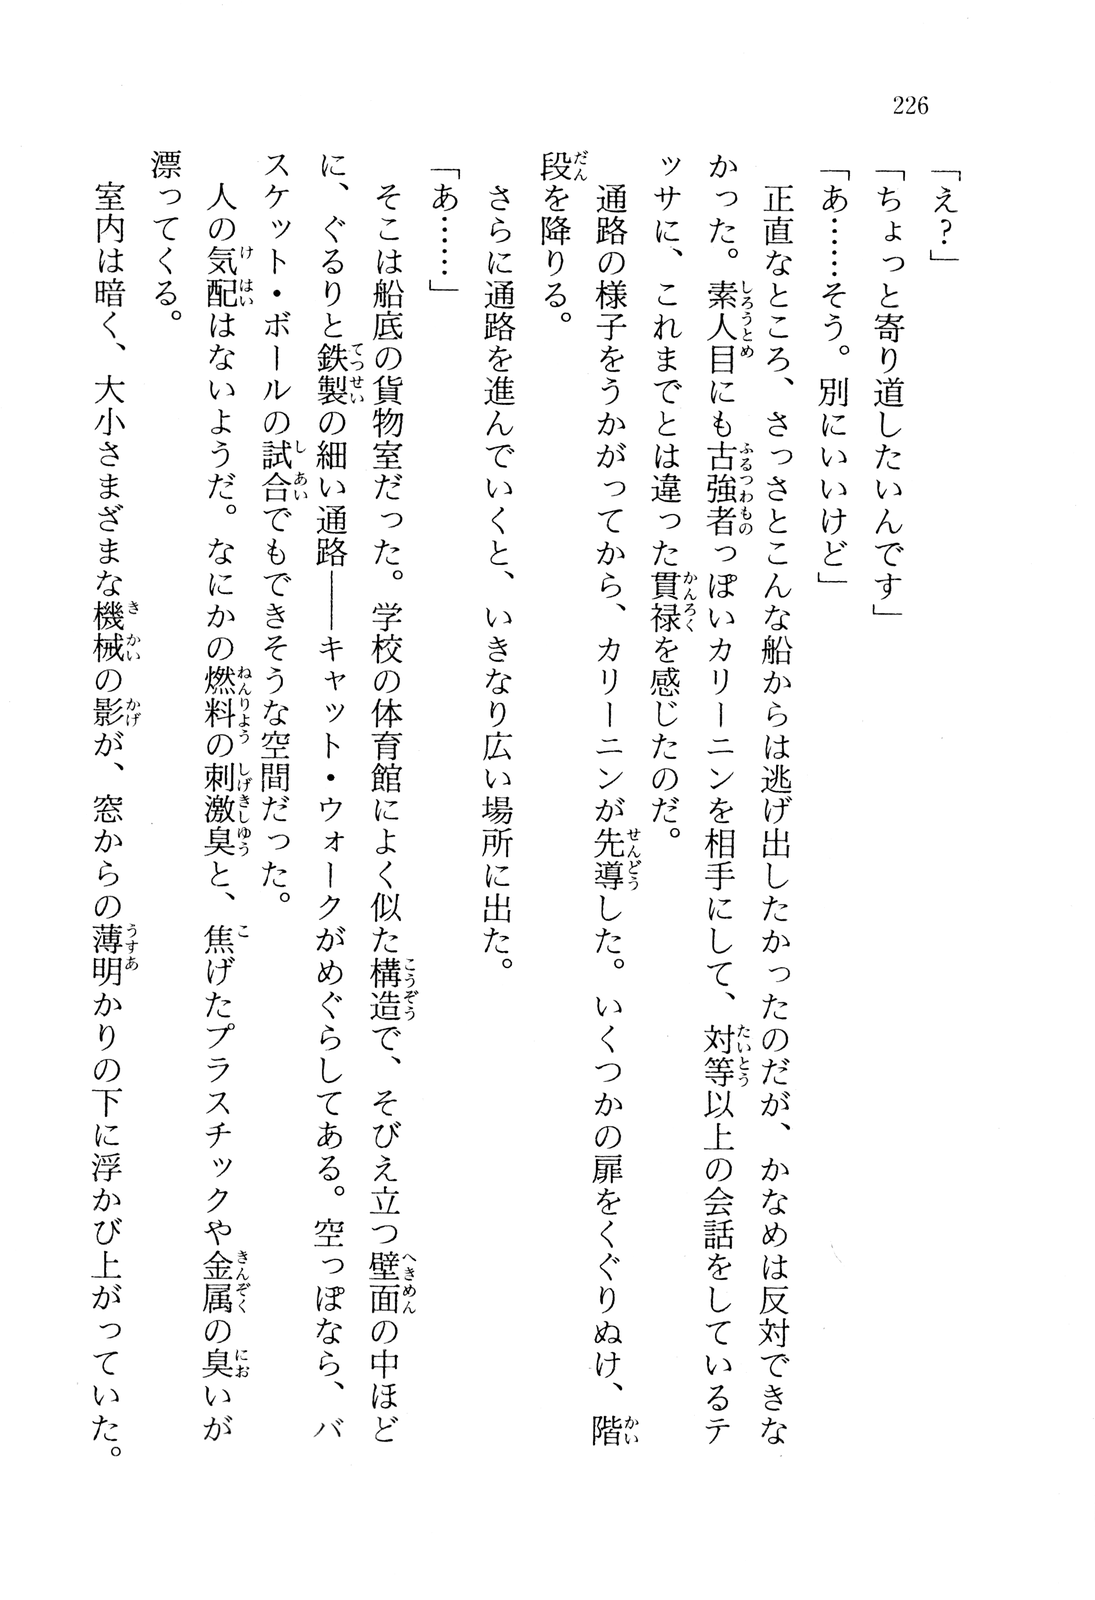 226
「え？」
「ちょっと寄り道したいんです」
「あ……そう。別にいいけど」
　正直なところ、さっさとこんな船からは逃げ出したかったのだが、かなめは反対できな
かった。素人目にも古強者っぽいカリーニンを相手にして、対等以上の会話をしているテ
ッサに、これまでとは違った貫禄を感じたのだ。
　通路の様子をうかがってから、カリーニンが先導した。いくつかの扉をくぐりぬけ、階
段を降りる。
　さらに通路を進んでいくと、いきなり広い場所に出た。
「あ……」
　そこは船底の貨物室だった。学校の体育館によく似た構造で、そびえ立つ壁面の中ほど
に、ぐるりと鉄製の細い通路――キャット・ウォークがめぐらしてある。空っぽなら、バ
スケット・ボールの試合でもできそうな空間だった。
　人の気配はないようだ。なにかの燃料の刺激臭と、焦げたプラスチックや金属の臭いが
漂ってくる。
　室内は暗く、大小さまざまな機械の影が、窓からの薄明かりの下に浮かび上がっていた。